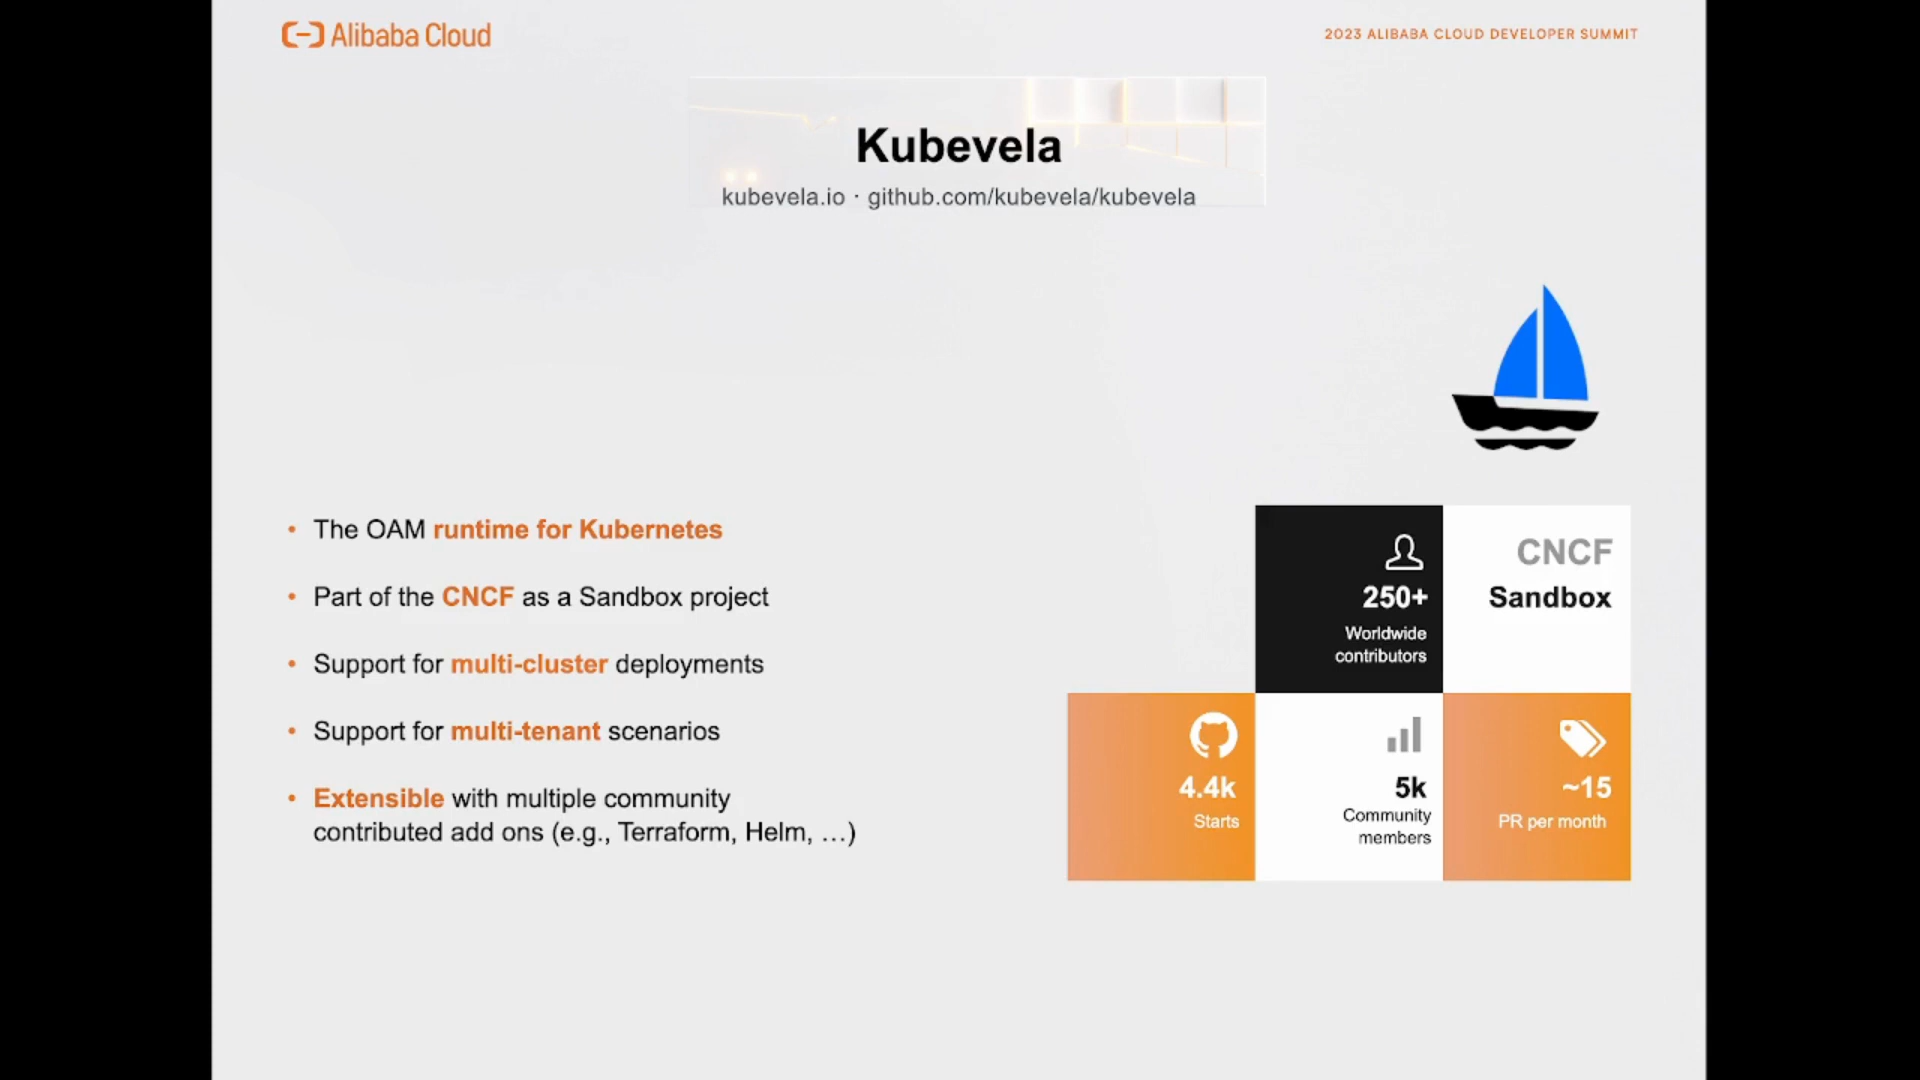 Alibaba Cloud
2023 ALIBABA CLOUD DEVELOPER SUMMIT
Kubevela
kubevela.io · github.com/kubevela/kubevela
• The OAM runtime for Kubernetes
• Part of the CNCF as a Sandbox project
• Support for multi-cluster deployments
• Support for multi-tenant scenarios
• Extensible with multiple community
contributed add ons (e.g., Terraform, Helm, …)
250+
Worldwide
contributors
CNCF
Sandbox
4.4k
Starts
5k
Community
members
~15
PR per month